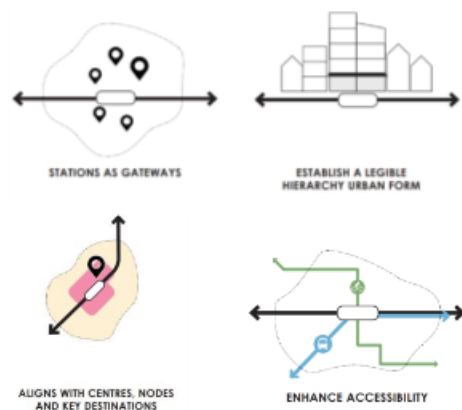 STATIONS AS GATEWAYS
ESTABLISH A LEGIBLE
HIERARCHY URBAN FORM
ALIGNS WITH CENTRES, NODES
AND KEY DESTINATIONS
ENHANCE ACCESSIBILITY